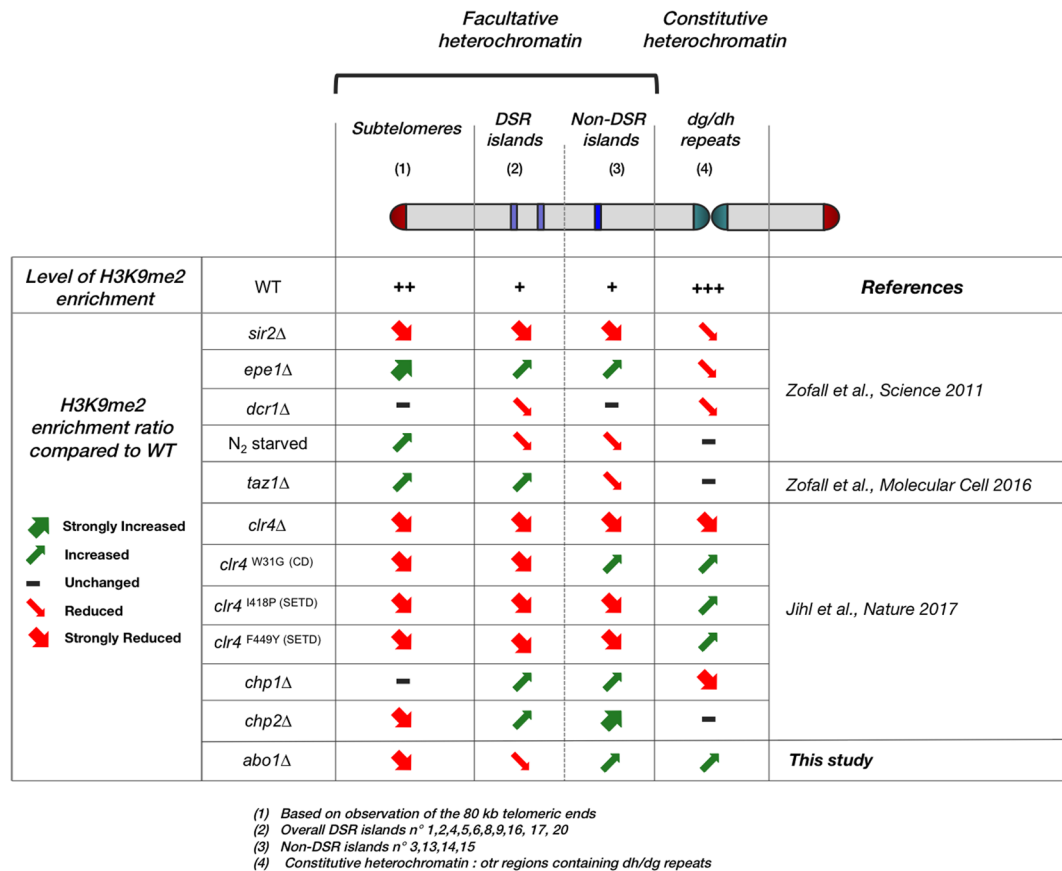 Facultative heterochromatin
Constitutive heterochromatin
Subtelomeres
DSR islands
Non-DSR islands
dg/dh repeats
(1)
(2)
(3)
(4)
Level of H3K9me2 enrichment
WT
++
+
+
+++
References
H3K9me2 enrichment ratio compared to WT
sir2Δ
epe1Δ
dcr1Δ
N2 starved
Zofall et al., Science 2011
taz1Δ
Zofall et al., Molecular Cell 2016
clr4Δ
clr4 W31G (CD)
clr4 I418P (SETD)
clr4 F449Y (SETD)
chp1Δ
chp2Δ
Jihl et al., Nature 2017
abo1Δ
This study
Strongly Increased
Increased
Unchanged
Reduced
Strongly Reduced
(1) Based on observation of the 80 kb telomeric ends
(2) Overall DSR islands n° 1,2,4,5,6,8,9,16, 17, 20
(3) Non-DSR islands n° 3,13,14,15
(4) Constitutive heterochromatin : otr regions containing dh/dg repeats